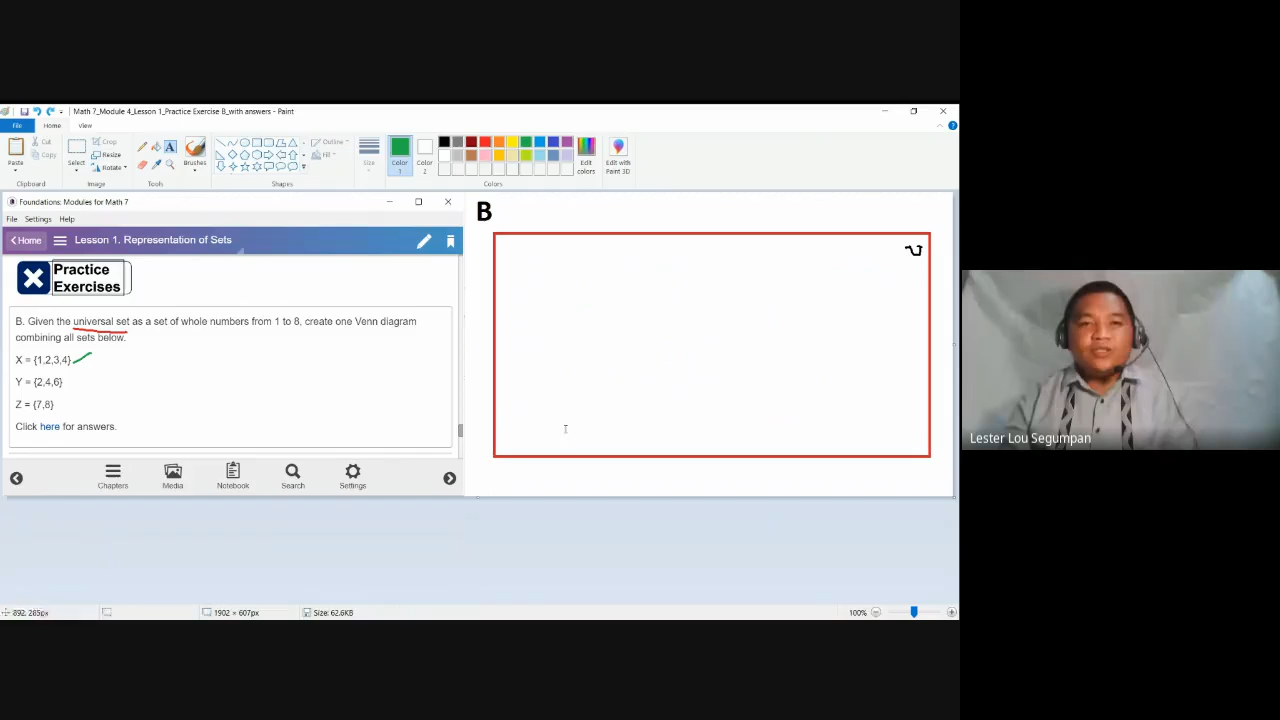 Math 7_Module 4_Lesson 1_Practice Exercise B_with answers - Paint
File Home View
Paste
Cut
Copy
Select
Crop
Resize
Rotate
Brushes
Outline
Fill
Size
Color 1
Color 2
Edit colors
Edit with Paint 3D
Clipboard Image Tools Shapes Colors
Foundations: Modules for Math 7
File Settings Help
Home Lesson 1. Representation of Sets
Practice
Exercises
B. Given the universal set as a set of whole numbers from 1 to 8, create one Venn diagram
combining all sets below.
X = {1,2,3,4}
Y = {2,4,6}
Z = {7,8}
Click here for answers.
Chapters Media Notebook Search Settings
B
Lester Lou Segumpan
892, 285px 1902 × 607px Size: 62.6KB 100%